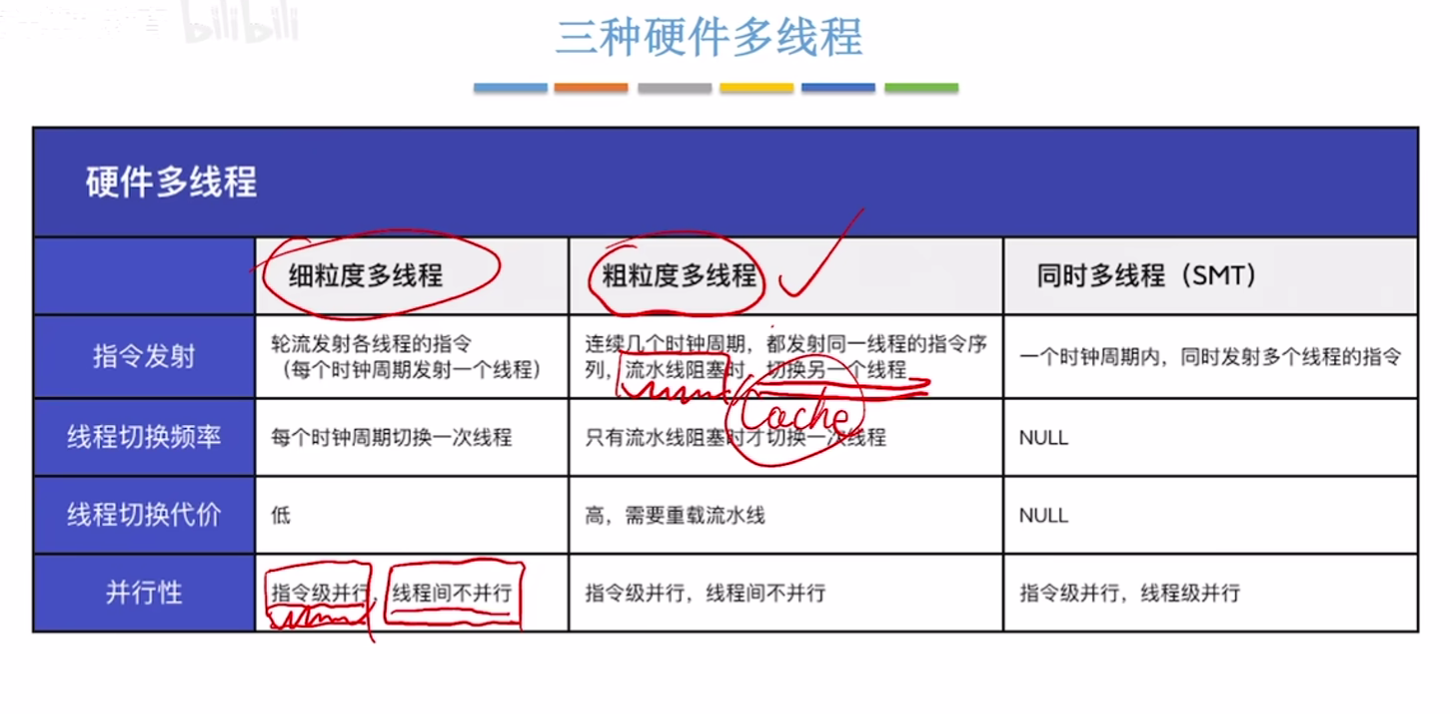 bilibili
三种硬件多线程
硬件多线程
细粒度多线程
粗粒度多线程
同时多线程（SMT）
指令发射
轮流发射各线程的指令
（每个时钟周期发射一个线程）
连续几个时钟周期，都发射同一线程的指令序
列，流水线阻塞时，切换另一个线程
一个时钟周期内，同时发射多个线程的指令
Cache
线程切换频率
每个时钟周期切换一次线程
只有流水线阻塞时才切换一次线程
NULL
线程切换代价
低
高，需要重载流水线
NULL
并行性
指令级并行，线程间不并行
指令级并行，线程间不并行
指令级并行，线程级并行